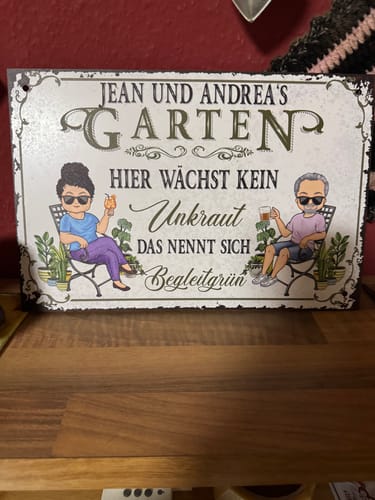 JEAN UND ANDREA'S
GARTEN
HIER WÄCHST KEIN
Unkraut
DAS NENNT SICH
Begleitgrün